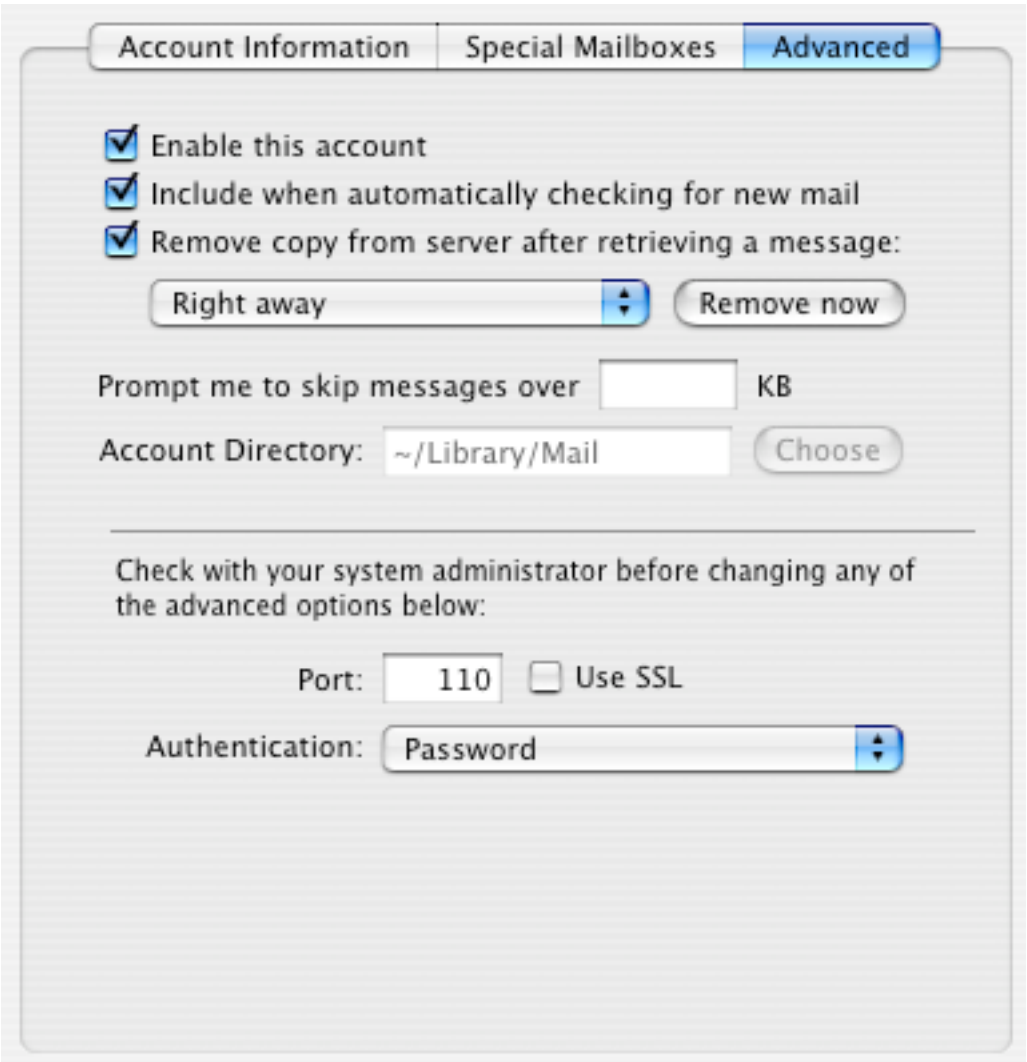 Account Information Special Mailboxes Advanced
Enable this account
Include when automatically checking for new mail
Remove copy from server after retrieving a message:
Right away Remove now
Prompt me to skip messages over KB
Account Directory: ~/Library/Mail Choose
Check with your system administrator before changing any of
the advanced options below:
Port: 110 Use SSL
Authentication: Password